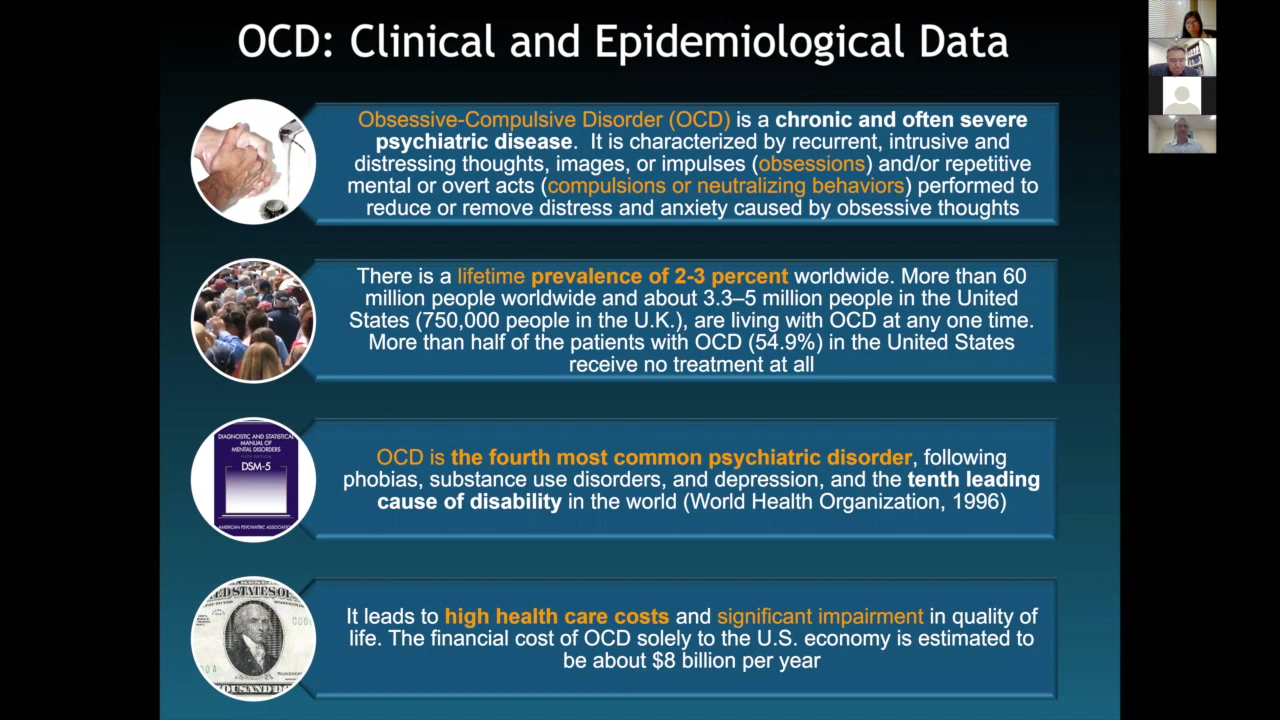 OCD: Clinical and Epidemiological Data
Obsessive-Compulsive Disorder (OCD) is a chronic and often severe
psychiatric disease. It is characterized by recurrent, intrusive and
distressing thoughts, images, or impulses (obsessions) and/or repetitive
mental or overt acts (compulsions or neutralizing behaviors) performed to
reduce or remove distress and anxiety caused by obsessive thoughts
There is a lifetime prevalence of 2-3 percent worldwide. More than 60
million people worldwide and about 3.3–5 million people in the United
States (750,000 people in the U.K.), are living with OCD at any one time.
More than half of the patients with OCD (54.9%) in the United States
receive no treatment at all
DIAGNOSTIC AND STATISTICAL
MANUAL OF
MENTAL DISORDERS
FIFTH EDITION
DSM-5
AMERICAN PSYCHIATRIC ASSOCIATIO
OCD is the fourth most common psychiatric disorder, following
phobias, substance use disorders, and depression, and the tenth leading
cause of disability in the world (World Health Organization, 1996)
It leads to high health care costs and significant impairment in quality of
life. The financial cost of OCD solely to the U.S. economy is estimated to
be about $8 billion per year